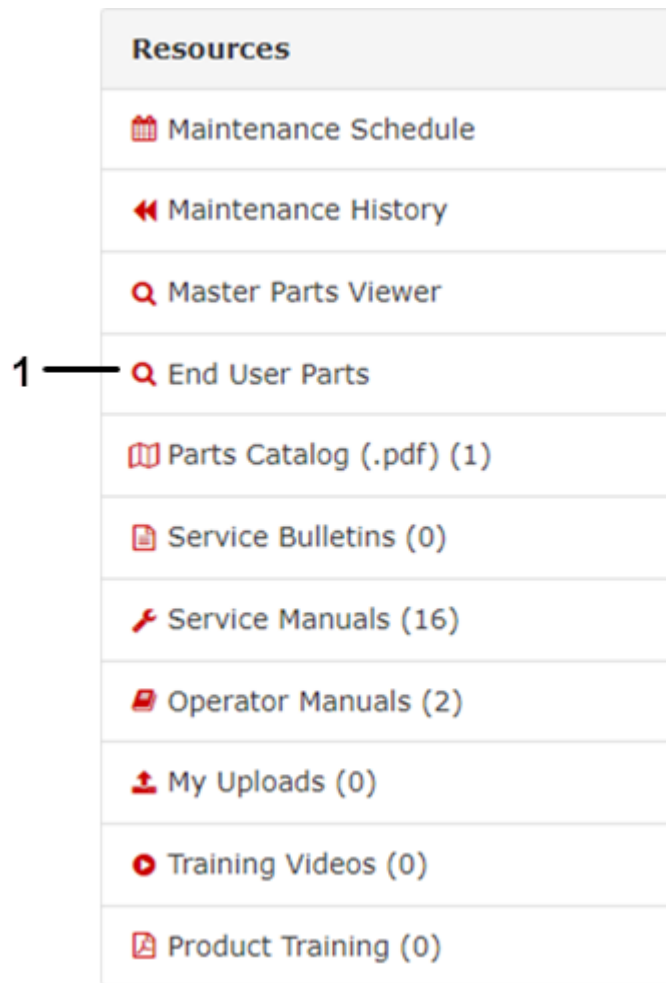 Resources
Maintenance Schedule
Maintenance History
Master Parts Viewer
1
End User Parts
Parts Catalog (.pdf) (1)
Service Bulletins (0)
Service Manuals (16)
Operator Manuals (2)
My Uploads (0)
Training Videos (0)
Product Training (0)